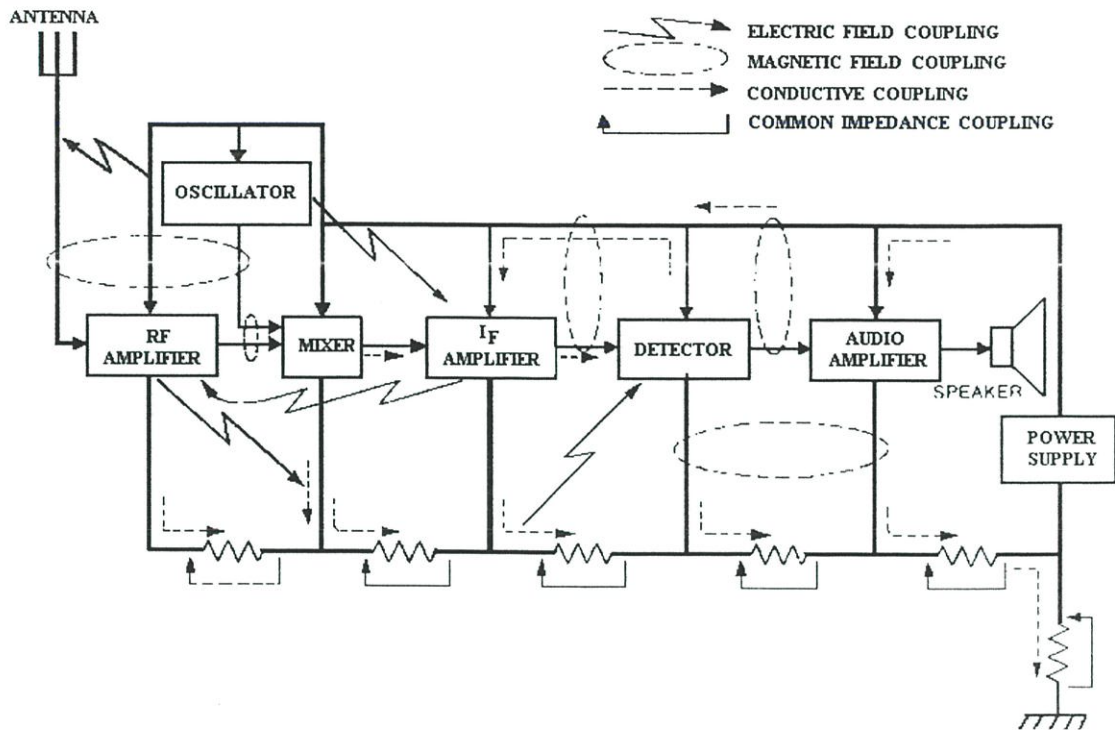 ANTENNA
ELECTRIC FIELD COUPLING
MAGNETIC FIELD COUPLING
CONDUCTIVE COUPLING
COMMON IMPEDANCE COUPLING
OSCILLATOR
RF
AMPLIFIER
MIXER
IF
AMPLIFIER
DETECTOR
AUDIO
AMPLIFIER
SPEAKER
POWER
SUPPLY